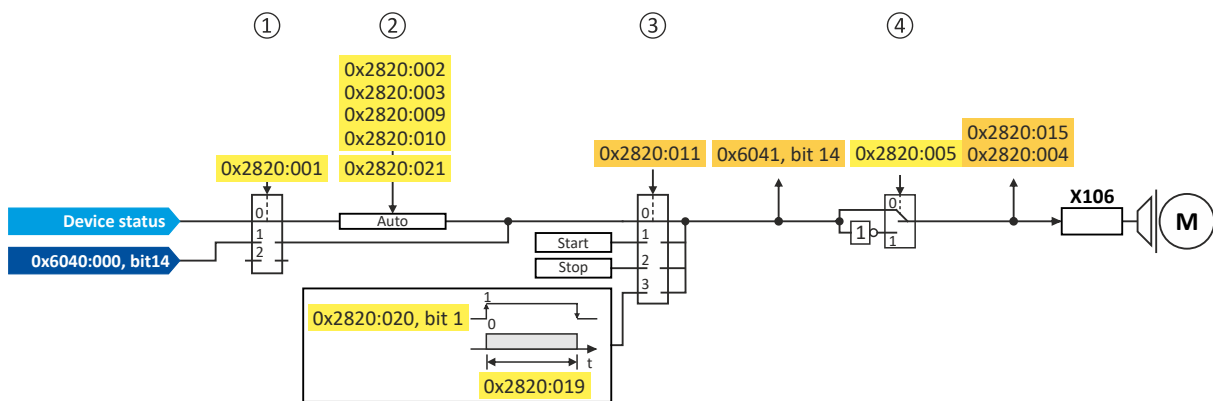 ① ② ③ ④
0x2820:002
0x2820:003
0x2820:009
0x2820:010
0x2820:021
0x2820:001
0x2820:011
0x6041, bit 14
0x2820:005
0x2820:015
0x2820:004
Device status
0
Auto
0
0
X106
M
0x6040:000, bit14
1
2
Start
1
1
1
Stop
2
3
0x2820:020, bit 1
1
0
t
0x2820:019